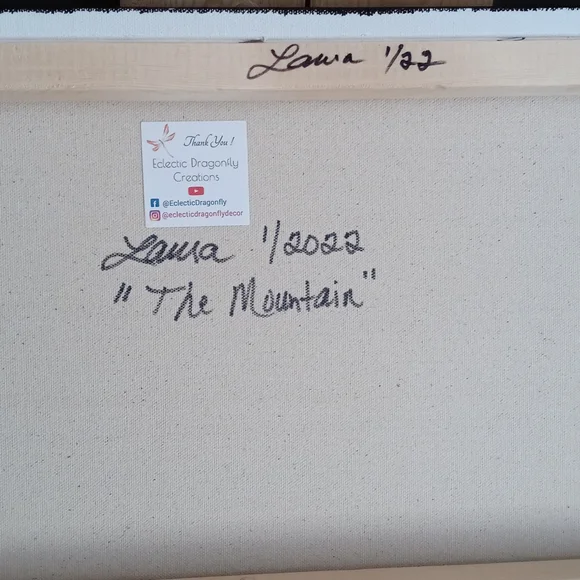 Laura 1/22
Thank You !
Eclectic Dragonfly
Creations
@EclecticDragonfly
@eclecticdragonflydecor
Laura 1/2022
"The Mountain"